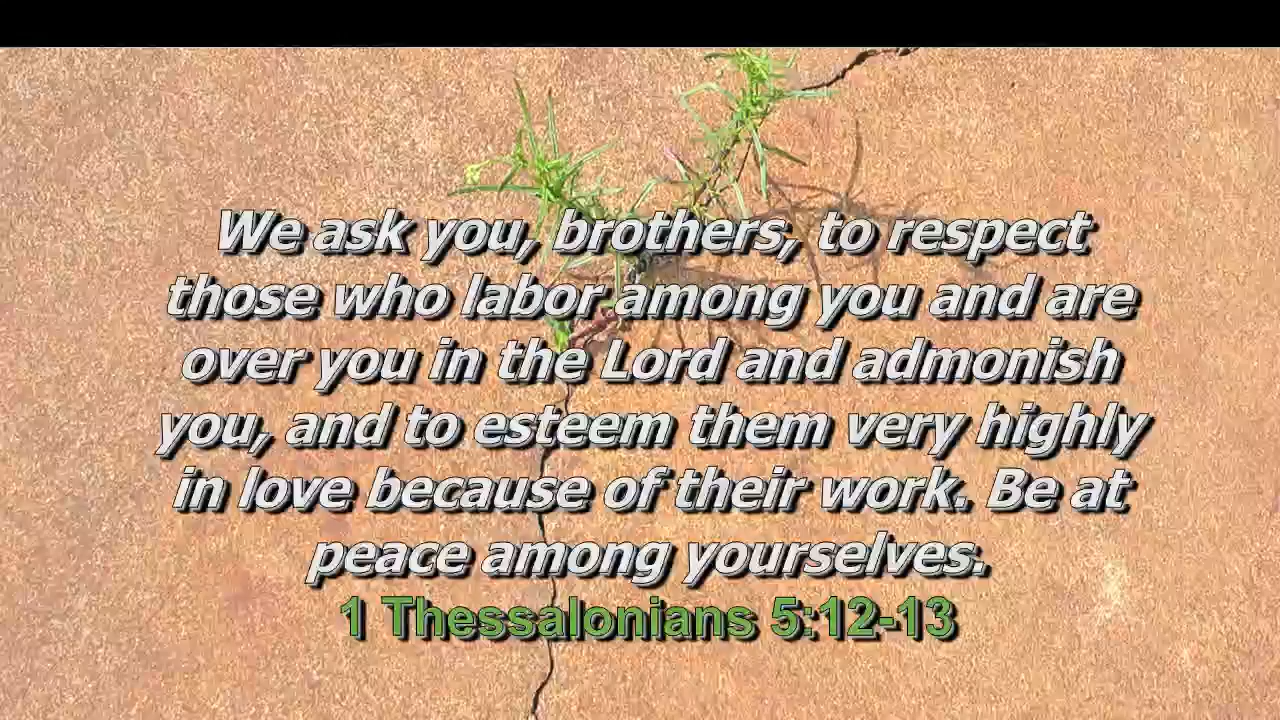 We ask you, brothers, to respect
those who labor among you and are
over you in the Lord and admonish
you, and to esteem them very highly
in love because of their work. Be at
peace among yourselves.
1 Thessalonians 5:12-13